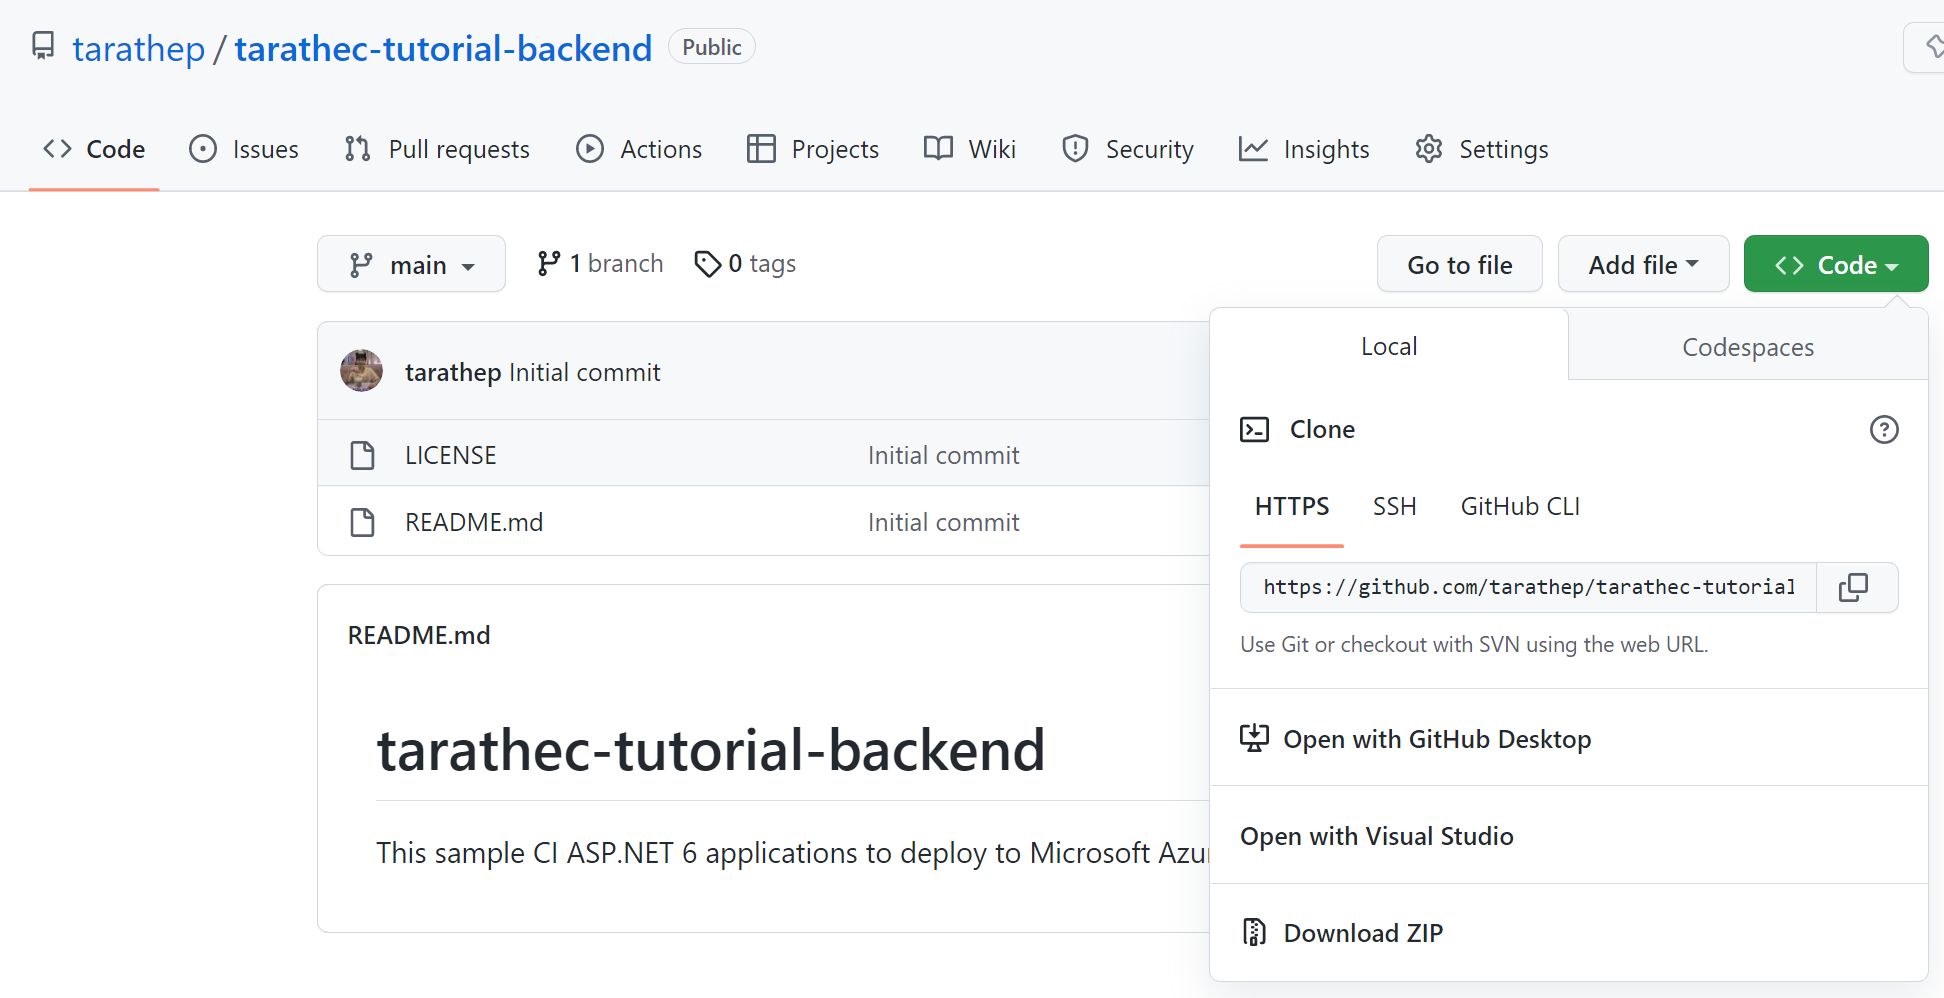 tarathep / tarathec-tutorial-backend Public
Code Issues Pull requests Actions Projects Wiki Security Insights Settings
main 1 branch 0 tags Go to file Add file Code
Local Codespaces
tarathep Initial commit
Clone
LICENSE Initial commit
HTTPS SSH GitHub CLI
README.md Initial commit
https://github.com/tarathep/tarathec-tutorial
Use Git or checkout with SVN using the web URL.
README.md
Open with GitHub Desktop
tarathec-tutorial-backend
Open with Visual Studio
This sample CI ASP.NET 6 applications to deploy to Microsoft
Download ZIP